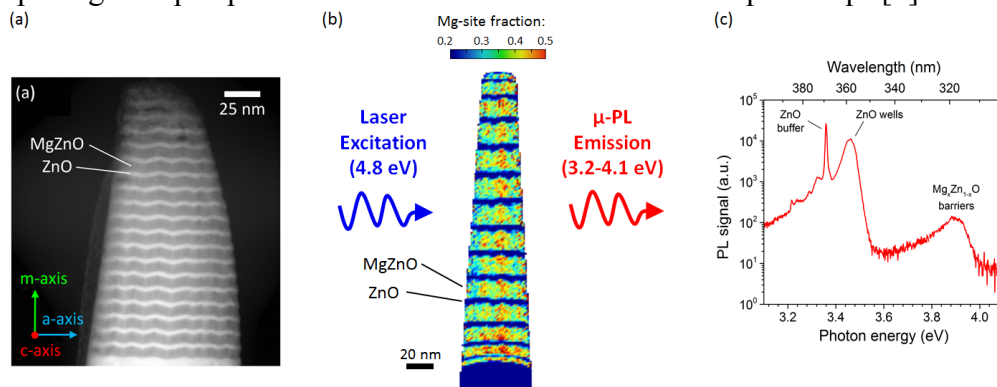 (a)
(a)
25 nm
MgZnO
ZnO
m-axis
a-axis
c-axis
Laser
Excitation
(4.8 eV)
(b)
Mg-site fraction:
0.2 0.3 0.4 0.5
MgZnO
ZnO
20 nm
μ-PL
Emission
(3.2-4.1 eV)
(c)
Wavelength (nm)
380 360 340 320
ZnO
buffer
ZnO wells
MgxZn1-xO
barriers
PL signal (a.u.)
10^5
10^4
10^3
10^2
10^1
10^0
3.2 3.4 3.6 3.8 4.0
Photon energy (eV)